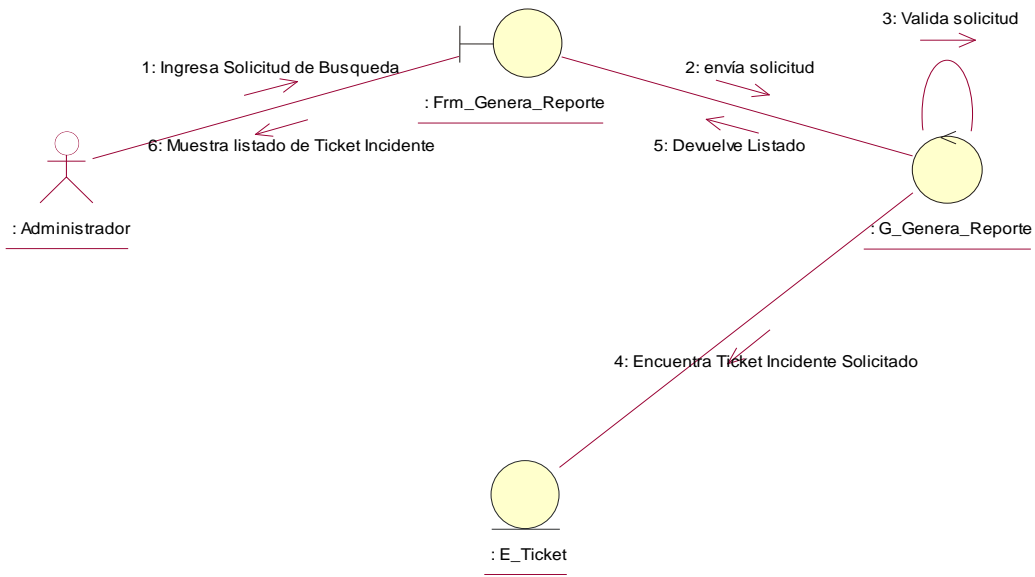 3: Valida solicitud
1: Ingresa Solicitud de Busqueda
2: envía solicitud
: Frm_Genera_Reporte
6: Muestra listado de Ticket Incidente
5: Devuelve Listado
: Administrador
: G_Genera_Reporte
4: Encuentra Ticket Incidente Solicitado
: E_Ticket